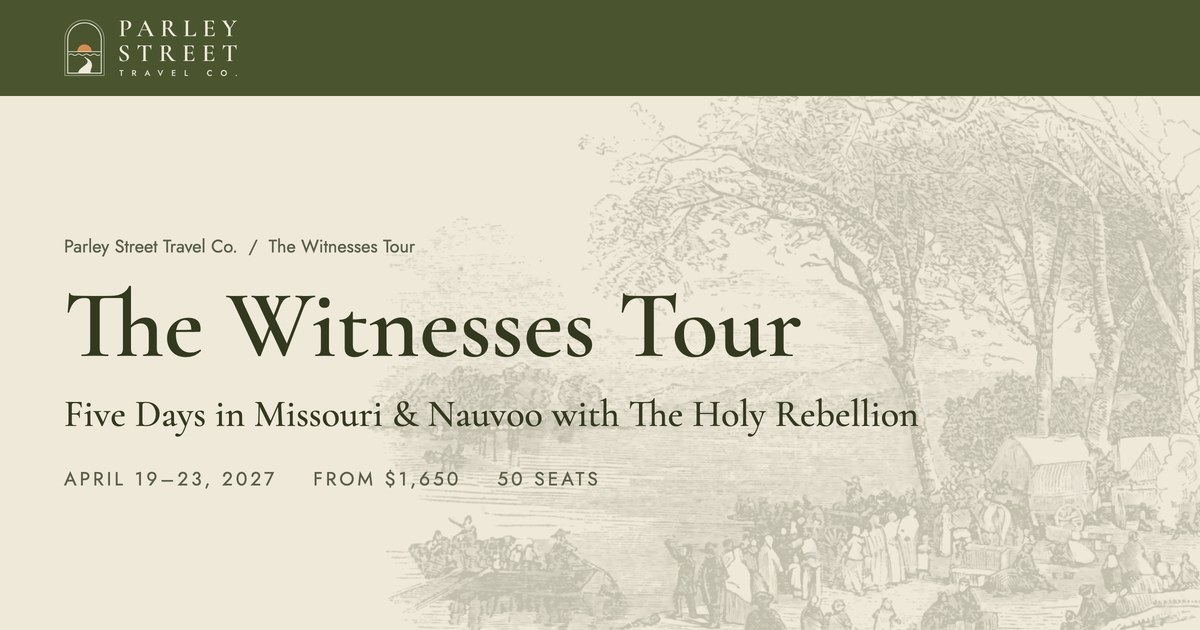 PARLEY
STREET
TRAVEL CO.
Parley Street Travel Co. / The Witnesses Tour
The Witnesses Tour
Five Days in Missouri & Nauvoo with The Holy Rebellion
APRIL 19–23, 2027 FROM $1,650 50 SEATS